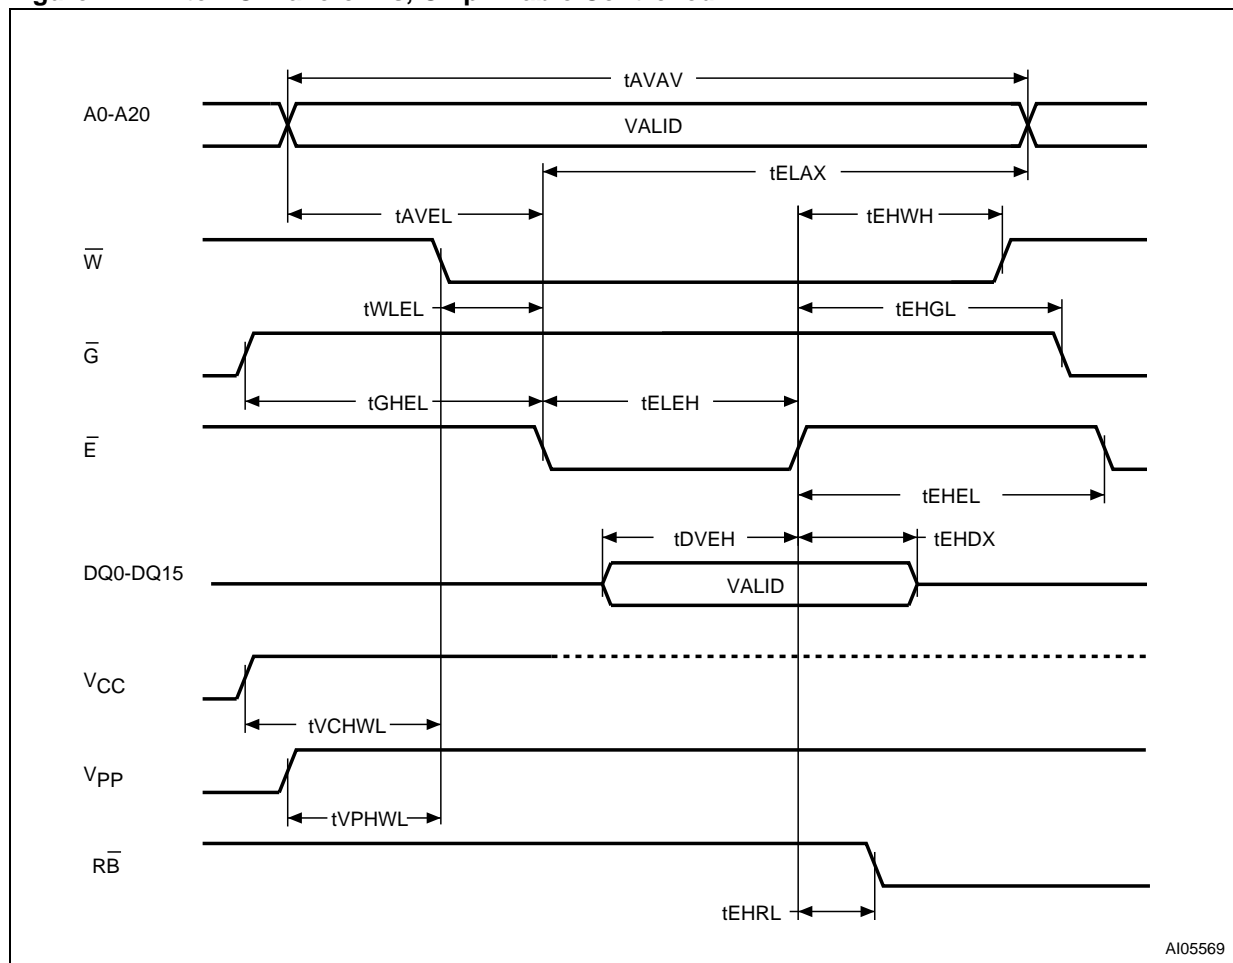 tAVAV
A0-A20
VALID
tELAX
tAVEL
tEHWH
W̅
tWLEL
tEHGL
G̅
tGHEL
tELEH
E̅
tEHEL
tDVEH
tEHDX
DQ0-DQ15
VALID
VCC
tVCHWL
VPP
tVPHWL
RB̅
tEHRL
AI05569